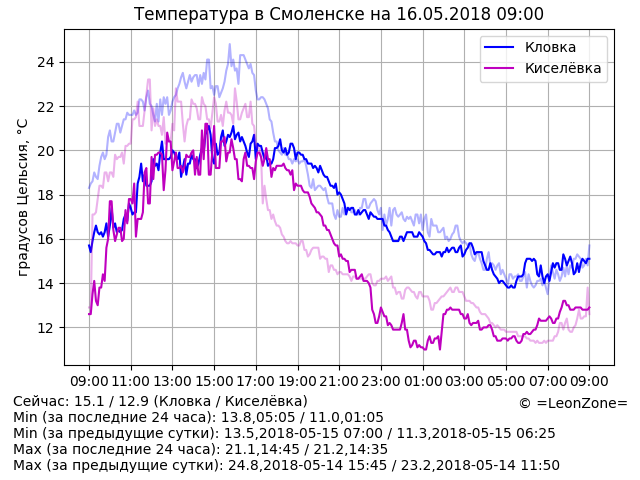 Температура в Смоленске на 16.05.2018 09:00
Кловка
Киселёвка
градусов Цельсия, °C
24
22
20
18
16
14
12
09:00 11:00 13:00 15:00 17:00 19:00 21:00 23:00 01:00 03:00 05:00 07:00 09:00
Сейчас: 15.1 / 12.9 (Кловка / Киселёвка)
© =LeonZone=
Min (за последние 24 часа): 13.8,05:05 / 11.0,01:05
Min (за предыдущие сутки): 13.5,2018-05-15 07:00 / 11.3,2018-05-15 06:25
Max (за последние 24 часа): 21.1,14:45 / 21.2,14:35
Max (за предыдущие сутки): 24.8,2018-05-14 15:45 / 23.2,2018-05-14 11:50